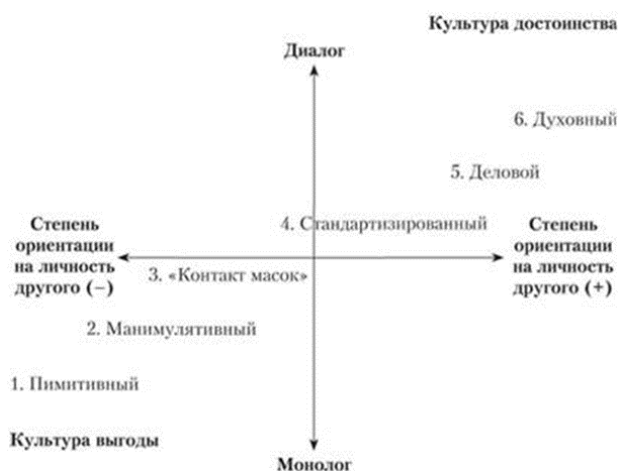 Культура достоинства
Диалог
6. Духовный
5. Деловой
4. Стандартизированный
Степень
ориентации
на личность
другого (−)
Степень
ориентации
на личность
другого (+)
3. «Контакт масок»
2. Манимулятивный
1. Пимитивный
Культура выгоды
Монолог